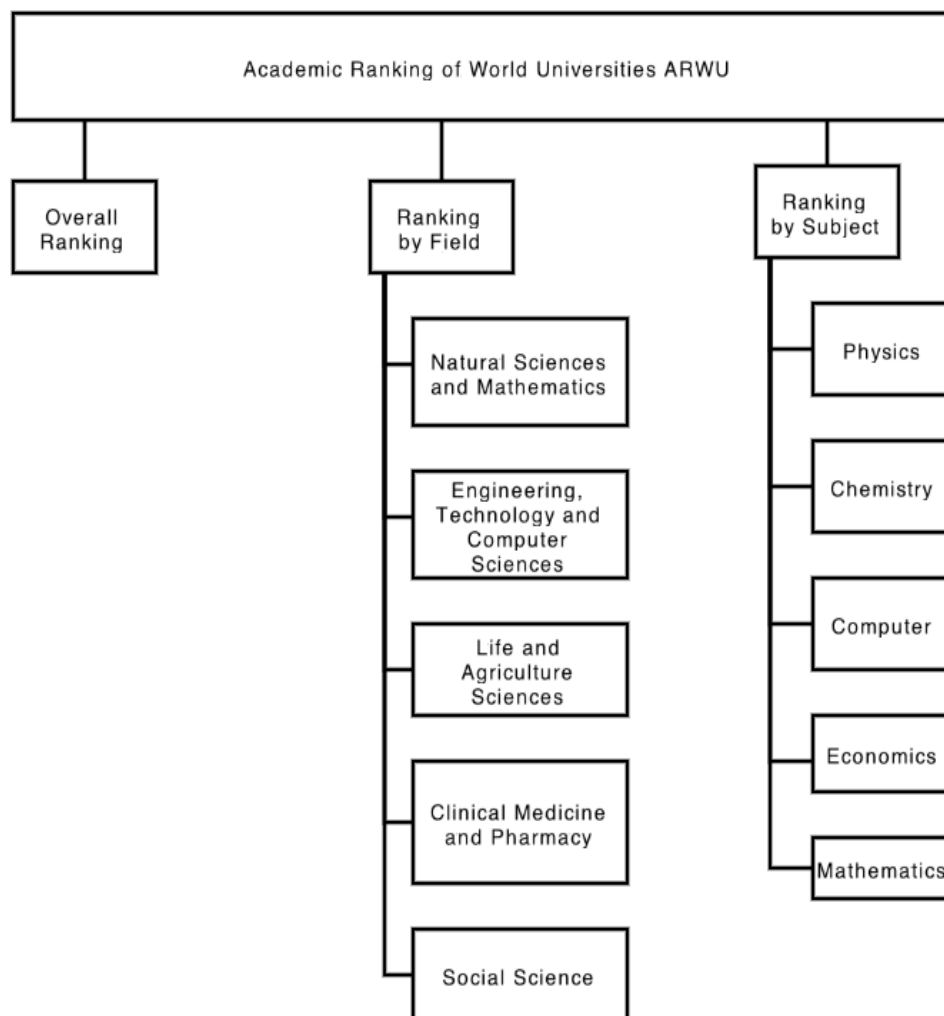 Academic Ranking of World Universities ARWU
Overall
Ranking
Ranking
by Field
Ranking
by Subject
Natural Sciences
and Mathematics
Engineering,
Technology and
Computer
Sciences
Life and
Agriculture
Sciences
Clinical Medicine
and Pharmacy
Social Science
Physics
Chemistry
Computer
Economics
Mathematics